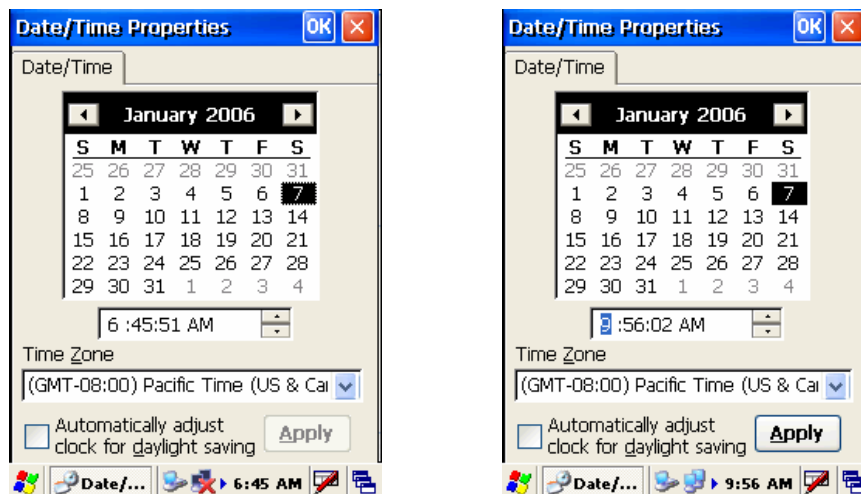 Date/Time Properties OK
Date/Time
January 2006
S M T W T F S
25 26 27 28 29 30 31
1 2 3 4 5 6 7
8 9 10 11 12 13 14
15 16 17 18 19 20 21
22 23 24 25 26 27 28
29 30 31 1 2 3 4
6 :45:51 AM
Time Zone
(GMT-08:00) Pacific Time (US & Cai
Automatically adjust
clock for daylight saving
Apply
Date/... 6:45 AM
Date/Time Properties OK
Date/Time
January 2006
S M T W T F S
25 26 27 28 29 30 31
1 2 3 4 5 6 7
8 9 10 11 12 13 14
15 16 17 18 19 20 21
22 23 24 25 26 27 28
29 30 31 1 2 3 4
9 :56:02 AM
Time Zone
(GMT-08:00) Pacific Time (US & Cai
Automatically adjust
clock for daylight saving
Apply
Date/... 9:56 AM